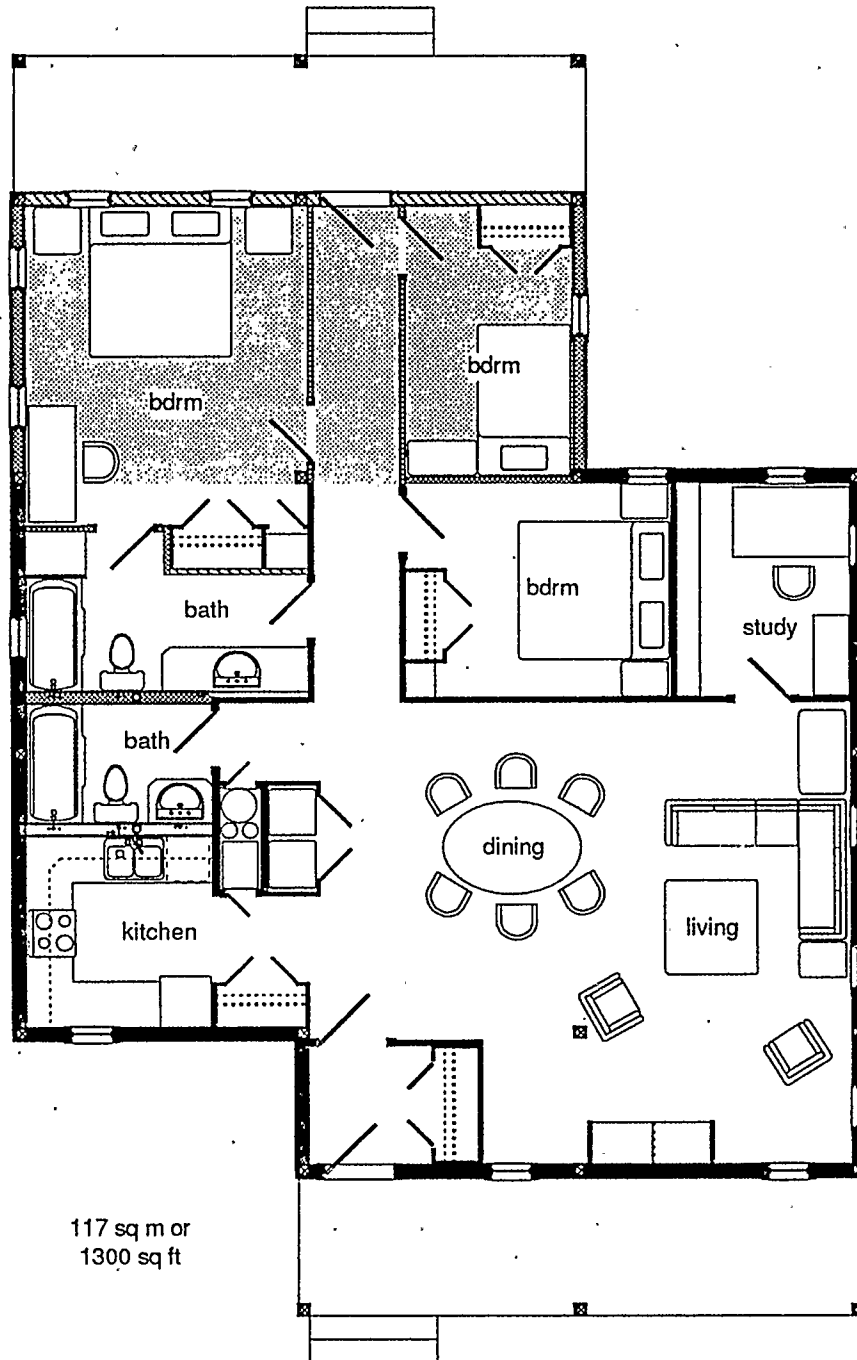 bdrm
bdrm
bdrm
bath
study
bath
dining
kitchen
living
117 sq m or
1300 sq ft